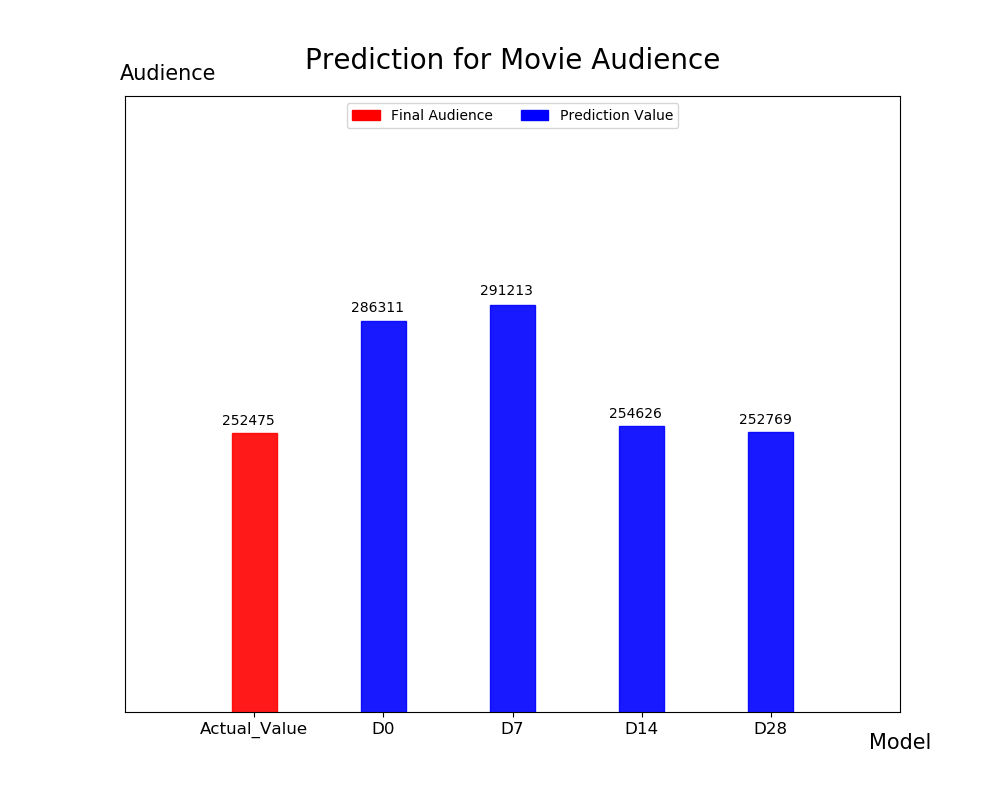 Prediction for Movie Audience
Audience
Final Audience
Prediction Value
291213
286311
254626
252475
252769
Actual_Value
D0
D7
D14
D28
Model